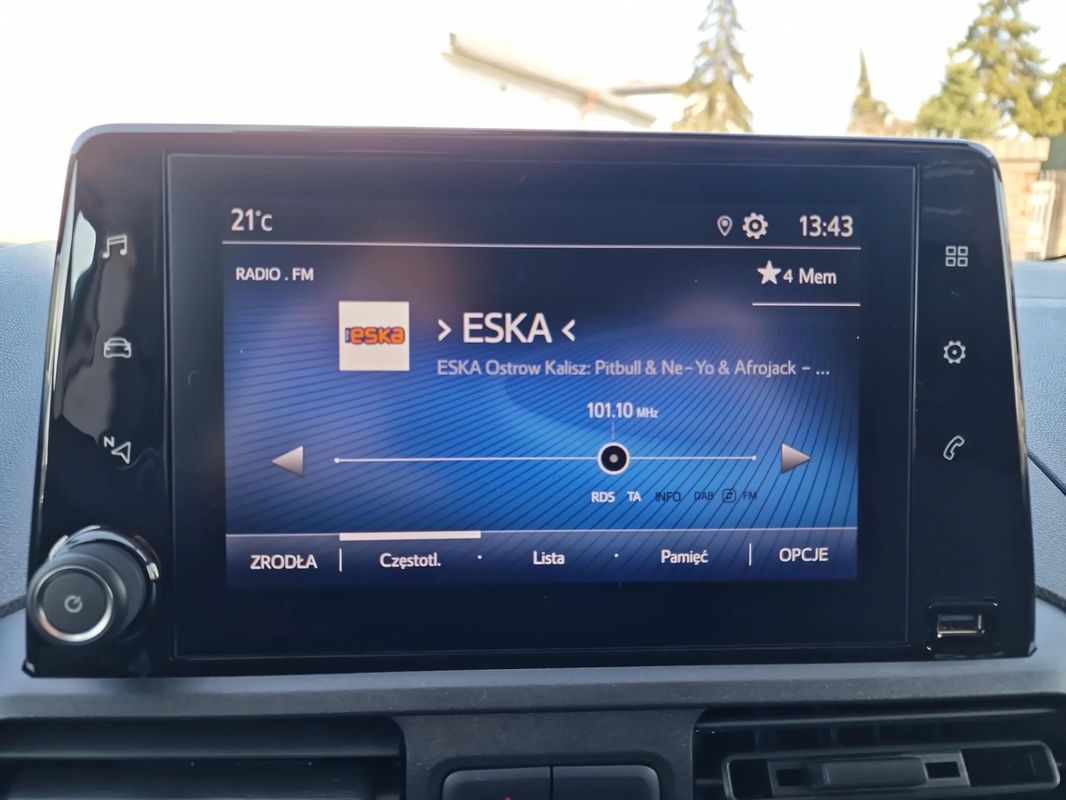 21°c 13:43
RADIO . FM ★4 Mem
eska > ESKA <
ESKA Ostrow Kalisz: Pitbull & Ne-Yo & Afrojack - ...
101.10 MHz
RDS TA INFO DAB FM
ZRODŁA Częstotl. Lista Pamięć OPCJE
N